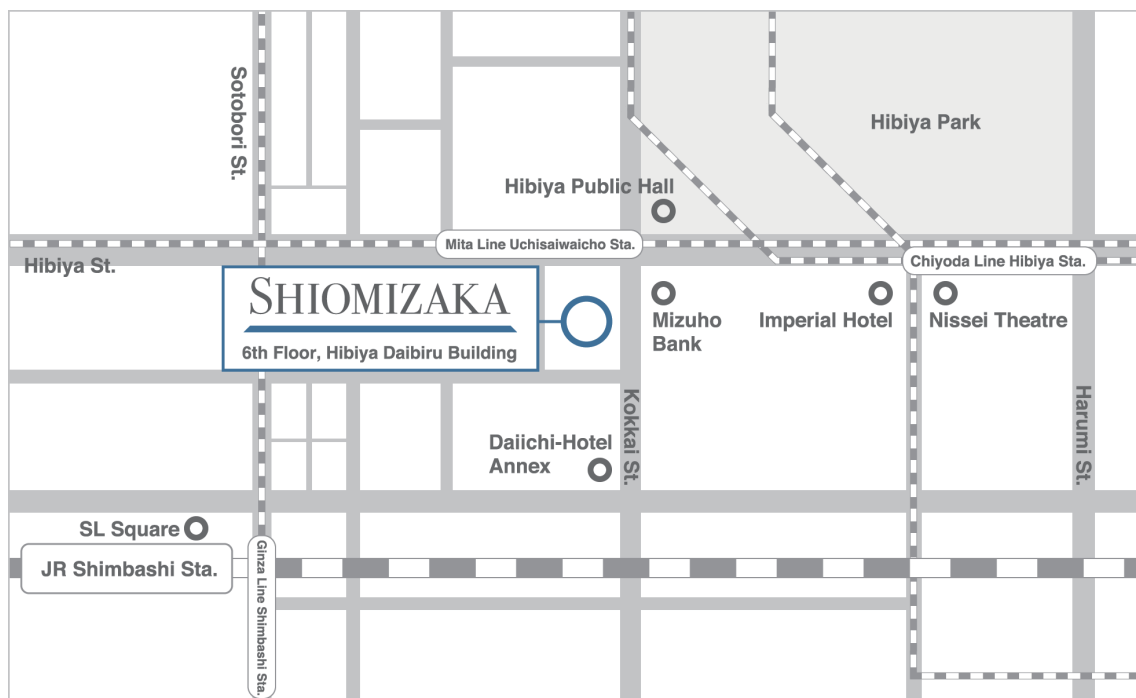 Sotobori St.
Hibiya Park
Hibiya Public Hall
Mita Line Uchisaiwaicho Sta.
Hibiya St.
Chiyoda Line Hibiya Sta.
SHIOMIZAKA
6th Floor, Hibiya Daibiru Building
Mizuho
Bank
Imperial Hotel
Nissei Theatre
Kokkai St.
Harumi St.
Daiichi-Hotel
Annex
SL Square
JR Shimbashi Sta.
Ginza Line Shimbashi Sta.